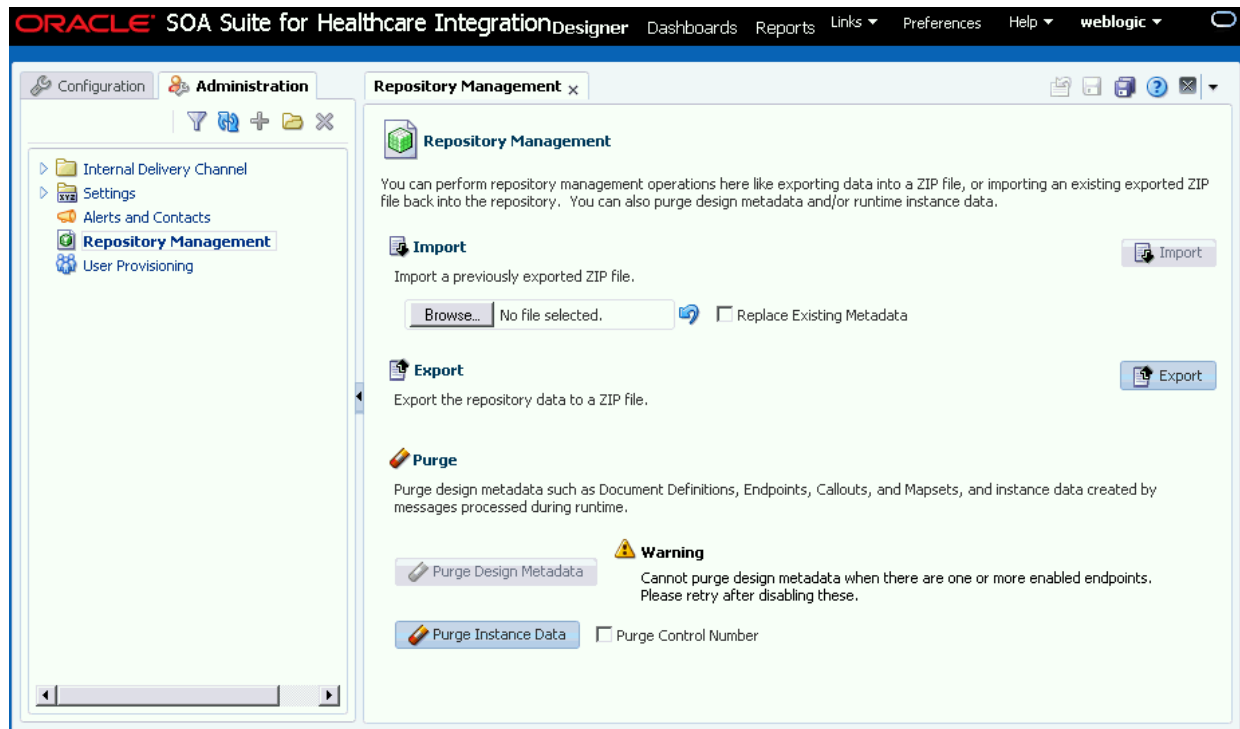 ORACLE® SOA Suite for Healthcare Integration Designer Dashboards Reports Links Preferences Help weblogic
Configuration Administration
Internal Delivery Channel
Settings
Alerts and Contacts
Repository Management
User Provisioning
Repository Management x
Repository Management
You can perform repository management operations here like exporting data into a ZIP file, or importing an existing exported ZIP
file back into the repository. You can also purge design metadata and/or runtime instance data.
Import
Import
Import a previously exported ZIP file.
Browse... No file selected. Replace Existing Metadata
Export
Export
Export the repository data to a ZIP file.
Purge
Purge design metadata such as Document Definitions, Endpoints, Callouts, and Mapsets, and instance data created by
messages processed during runtime.
Purge Design Metadata
Warning
Cannot purge design metadata when there are one or more enabled endpoints.
Please retry after disabling these.
Purge Instance Data Purge Control Number